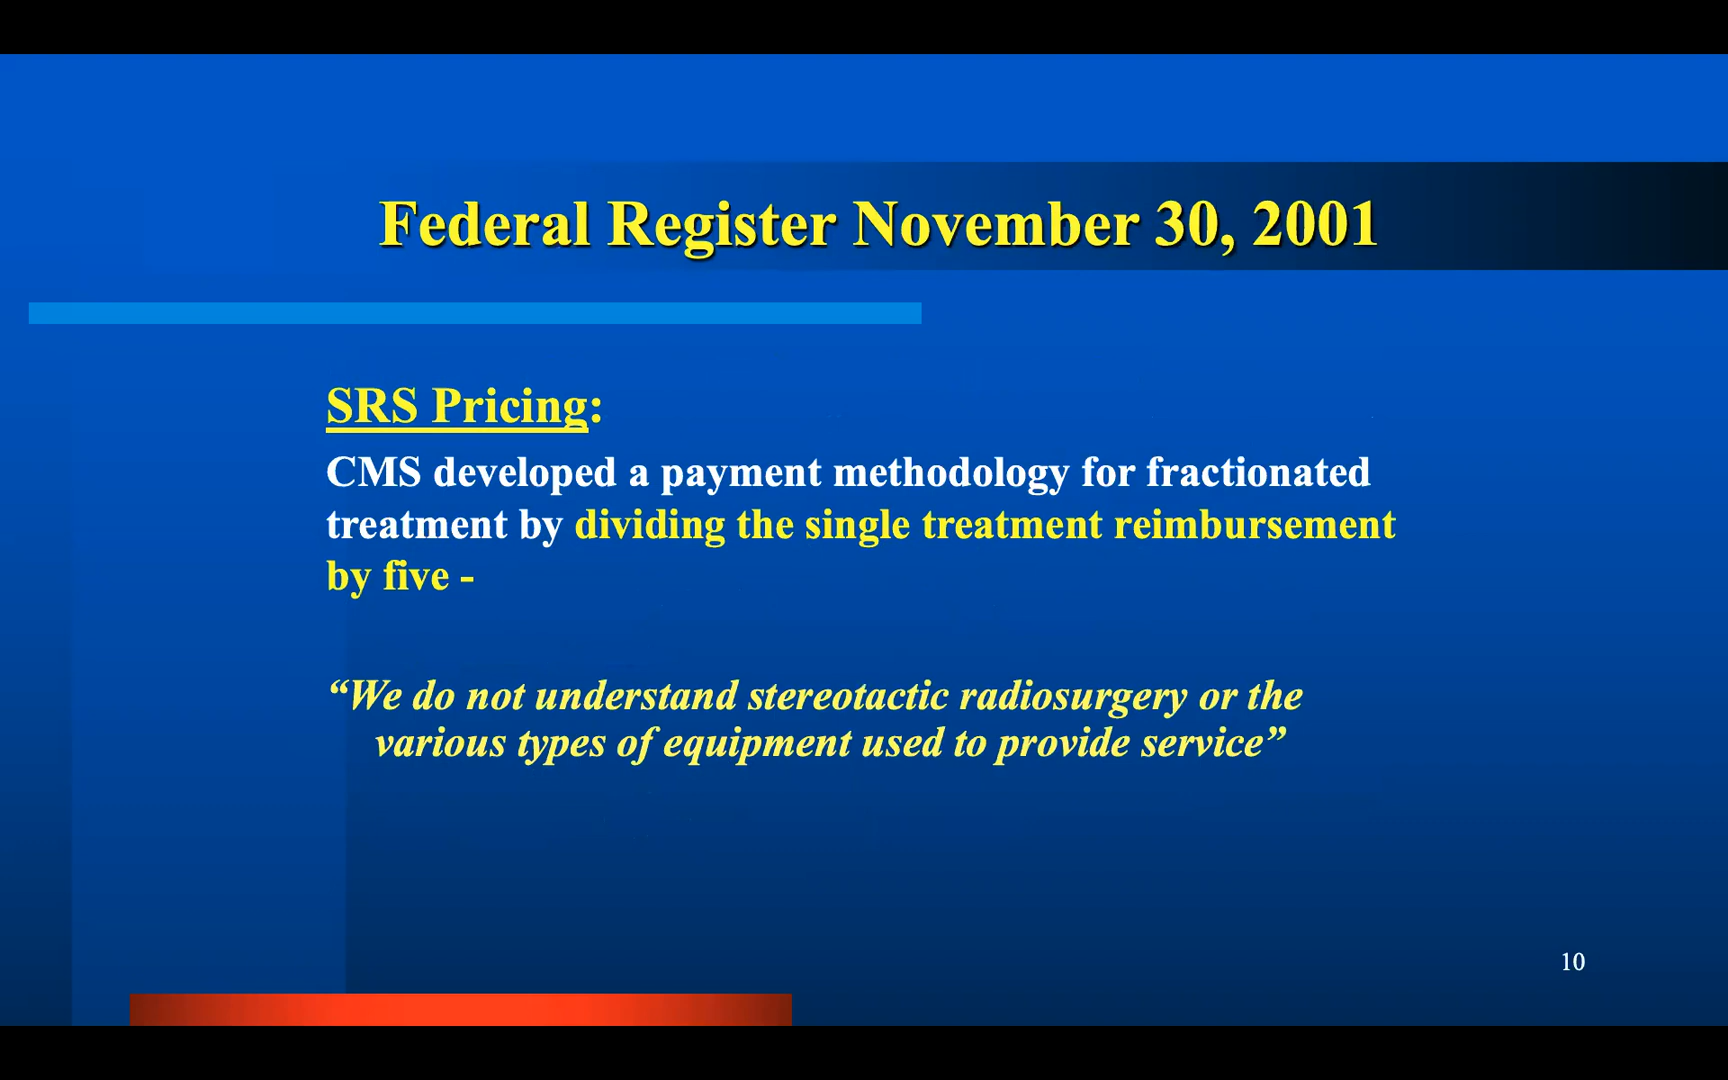 Federal Register November 30, 2001
SRS Pricing:
CMS developed a payment methodology for fractionated
treatment by dividing the single treatment reimbursement
by five -
“We do not understand stereotactic radiosurgery or the
various types of equipment used to provide service”
10